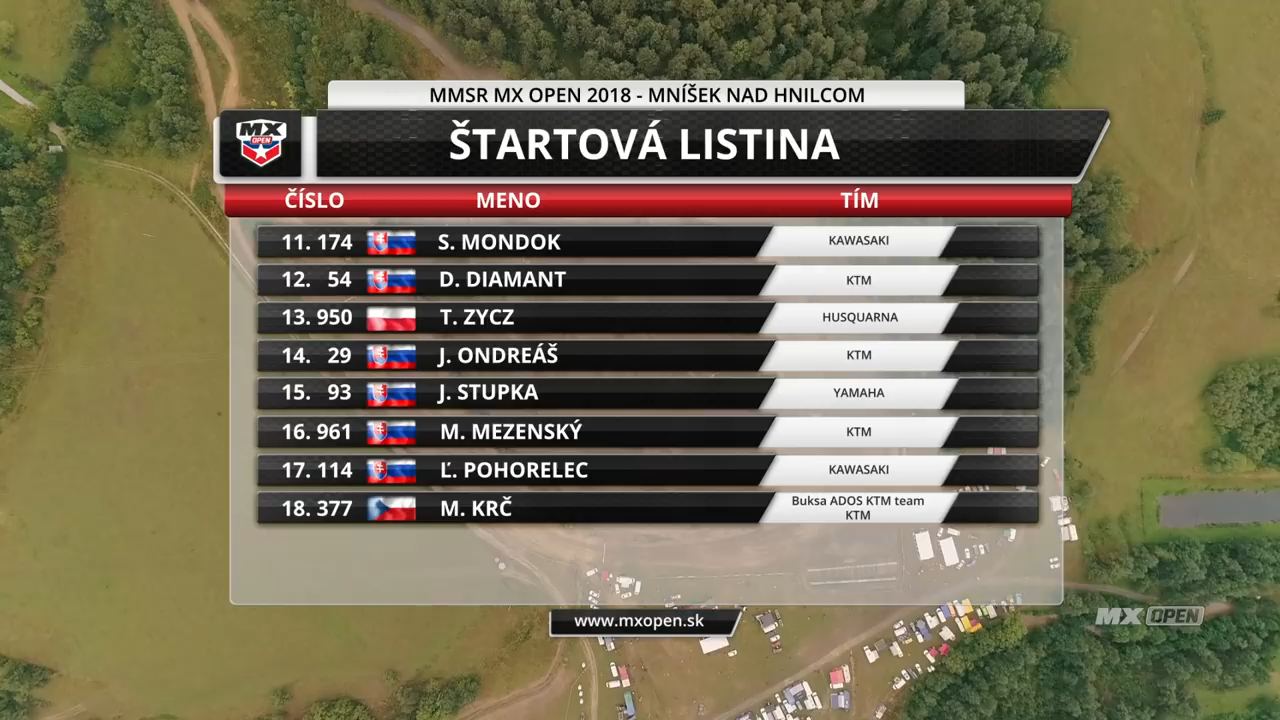 MMSR MX OPEN 2018 - MNÍŠEK NAD HNILCOM
MX
OPEN
ŠTARTOVÁ LISTINA
ČÍSLO MENO TÍM
11. 174 S. MONDOK KAWASAKI
12. 54 D. DIAMANT KTM
13. 950 T. ZYCZ HUSQUARNA
14. 29 J. ONDREÁŠ KTM
15. 93 J. STUPKA YAMAHA
16. 961 M. MEZENSKÝ KTM
17. 114 Ľ. POHORELEC KAWASAKI
18. 377 M. KRČ Buksa ADOS KTM team
KTM
MX OPEN
www.mxopen.sk